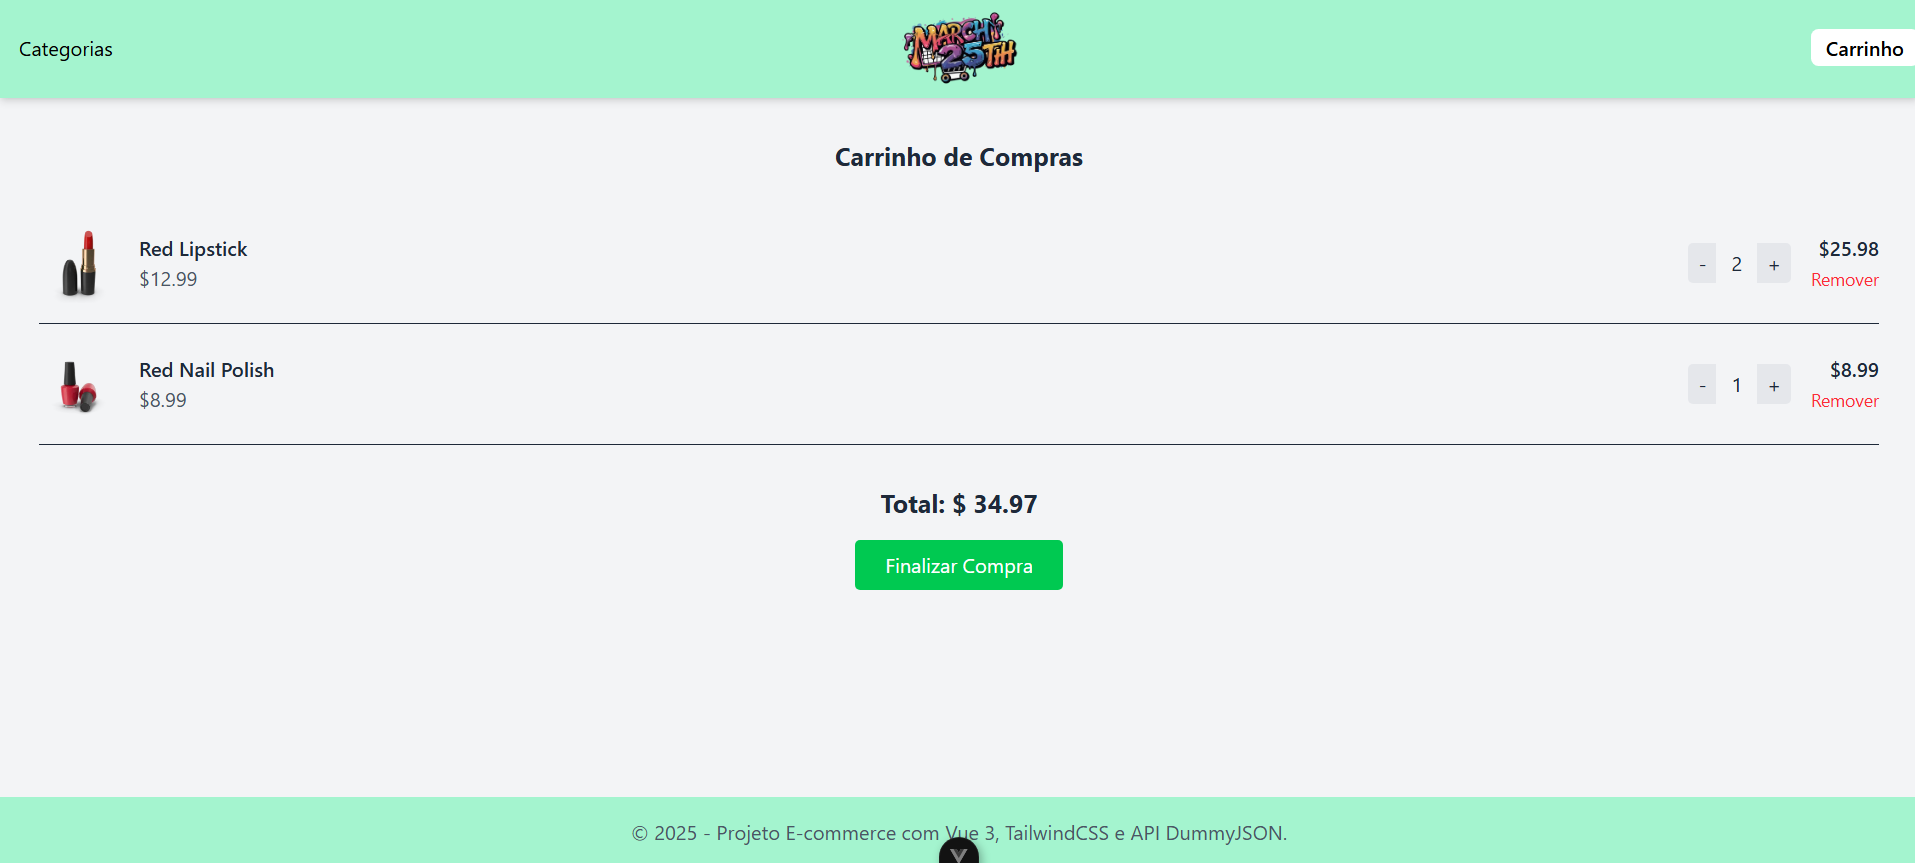 Categorias
MARCHI
25TH
Carrinho
Carrinho de Compras
Red Lipstick
$12.99
- 2 +
$25.98
Remover
Red Nail Polish
$8.99
- 1 +
$8.99
Remover
Total: $ 34.97
Finalizar Compra
© 2025 - Projeto E-commerce com Vue 3, TailwindCSS e API DummyJSON.